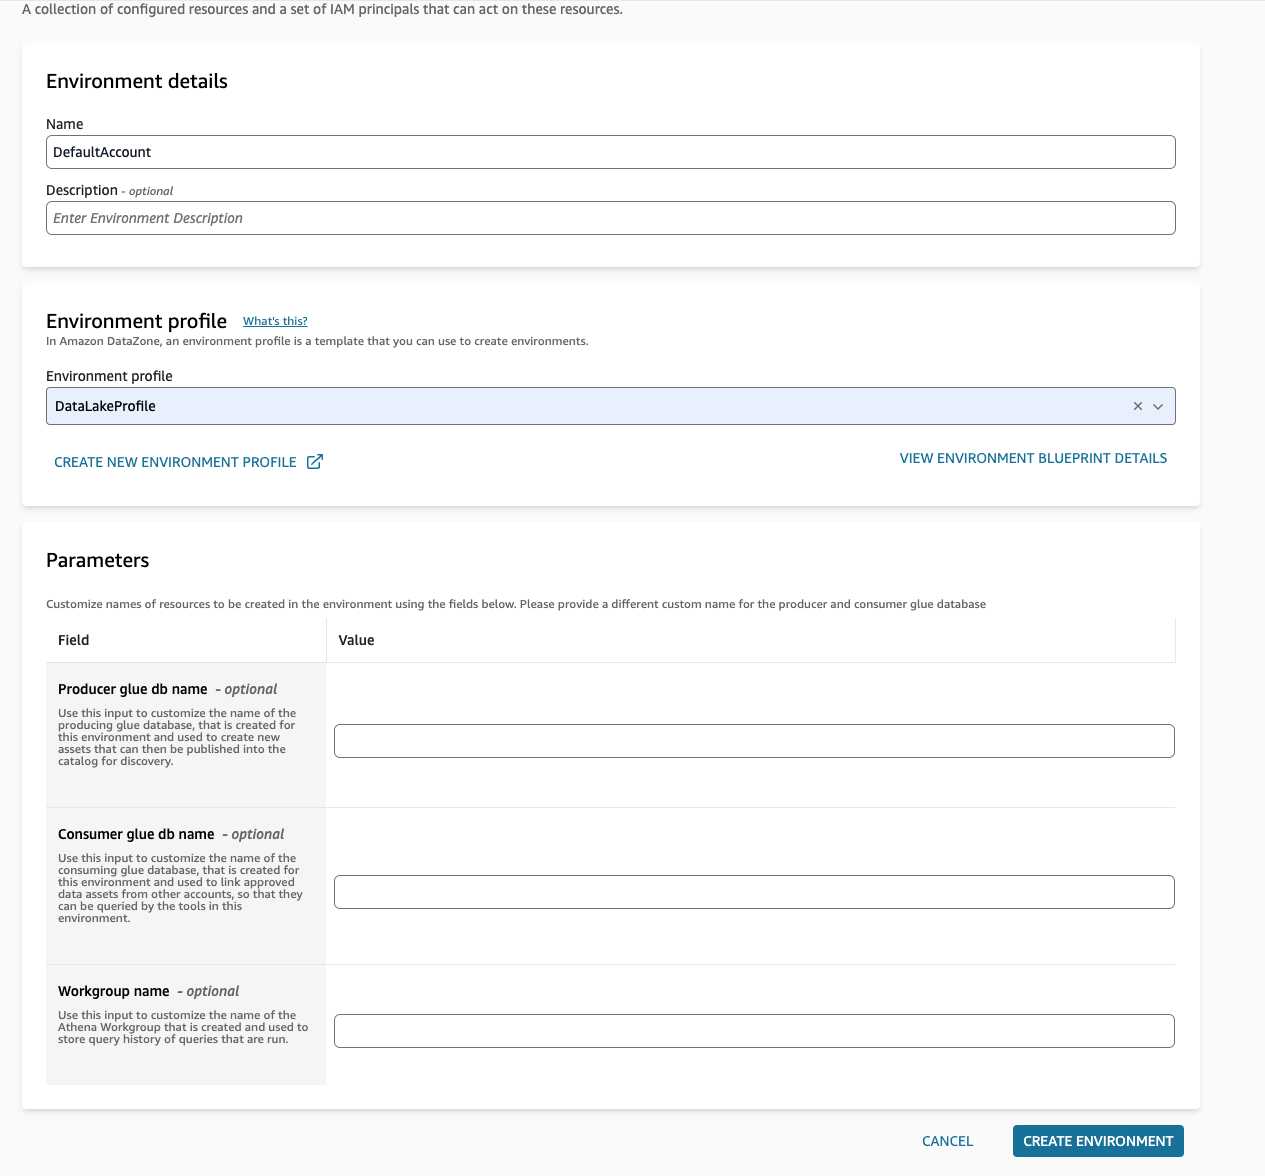 A collection of configured resources and a set of IAM principals that can act on these resources.
Environment details
Name
DefaultAccount
Description - optional
Enter Environment Description
Environment profile What's this?
In Amazon DataZone, an environment profile is a template that you can use to create environments.
Environment profile
DataLakeProfile
CREATE NEW ENVIRONMENT PROFILE
VIEW ENVIRONMENT BLUEPRINT DETAILS
Parameters
Customize names of resources to be created in the environment using the fields below. Please provide a different custom name for the producer and consumer glue database
Field Value
Producer glue db name - optional
Use this input to customize the name of the
producing glue database, that is created for
this environment and used to create new
assets that can then be published into the
catalog for discovery.
Consumer glue db name - optional
Use this input to customize the name of the
consuming glue database, that is created for
this environment and used to link approved
data assets from other accounts, so that they
can be queried by the tools in this
environment.
Workgroup name - optional
Use this input to customize the name of the
Athena Workgroup that is created and used to
store query history of queries that are run.
CANCEL CREATE ENVIRONMENT